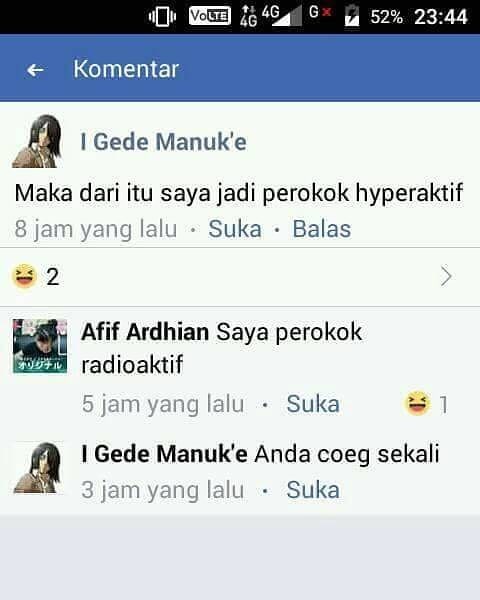 VoLTE 4G 4G G 52% 23:44
Komentar
I Gede Manuk'e
Maka dari itu saya jadi perokok hyperaktif
8 jam yang lalu · Suka · Balas
2
Afif Ardhian Saya perokok
radioaktif
5 jam yang lalu · Suka 1
オリジナル
I Gede Manuk'e Anda coeg sekali
3 jam yang lalu · Suka